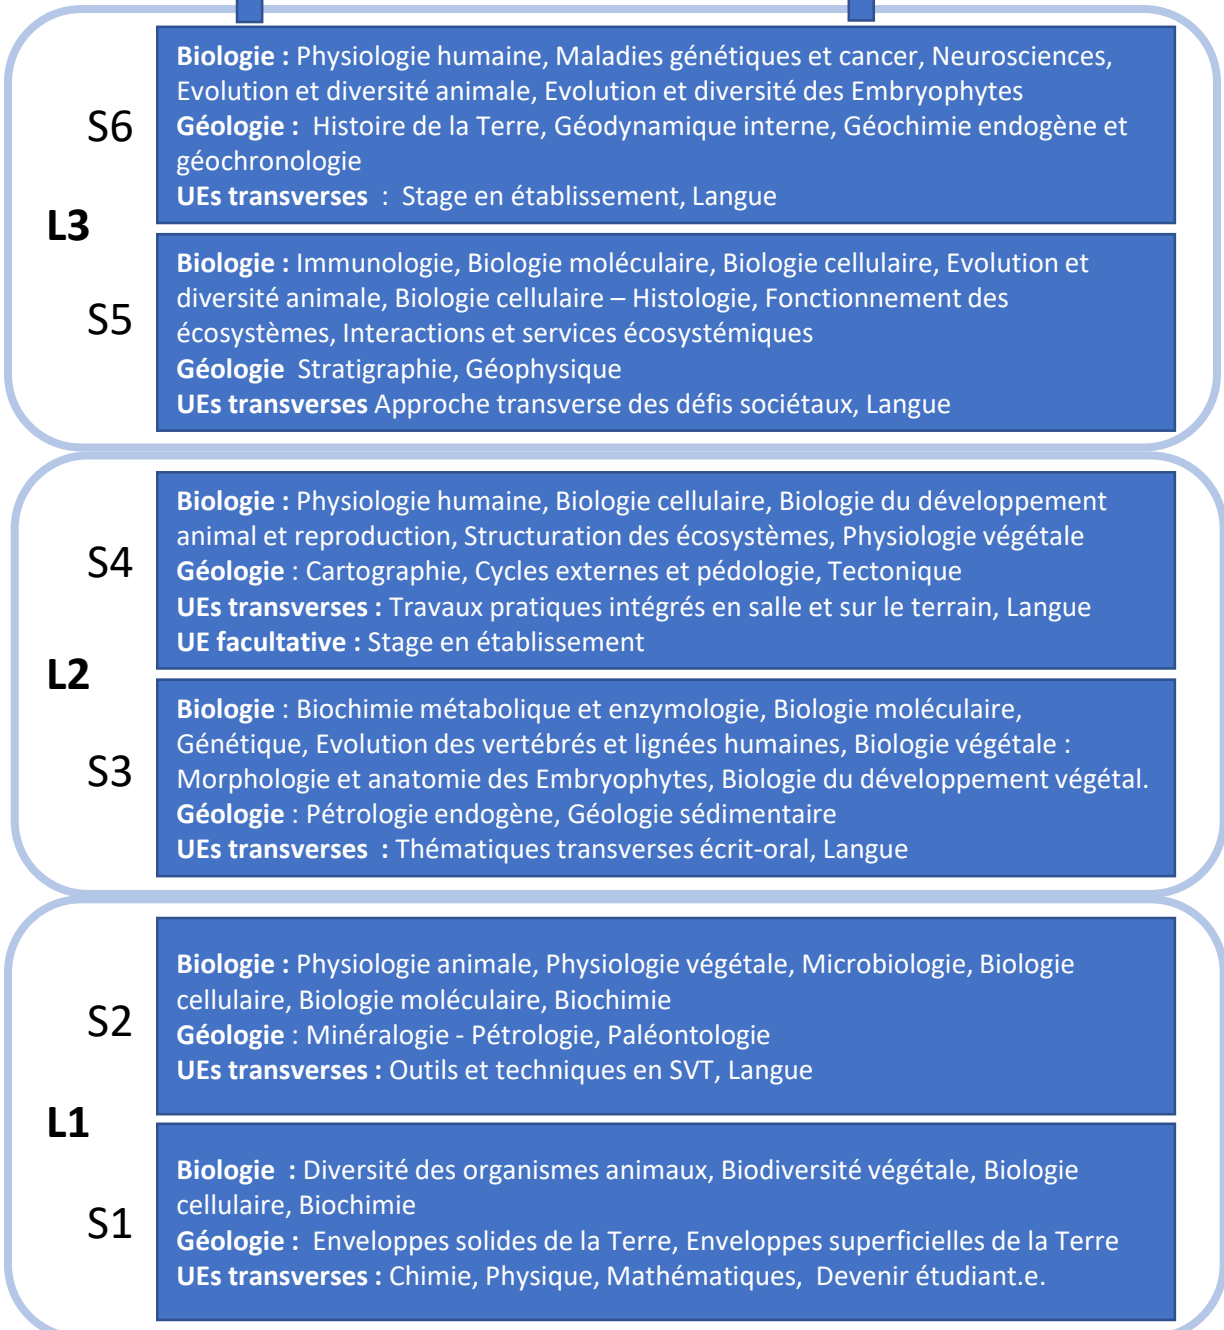 S6
Biologie : Physiologie humaine, Maladies génétiques et cancer, Neurosciences,
Evolution et diversité animale, Evolution et diversité des Embryophytes
Géologie : Histoire de la Terre, Géodynamique interne, Géochimie endogène et
géochronologie
UEs transverses : Stage en établissement, Langue
L3
S5
Biologie : Immunologie, Biologie moléculaire, Biologie cellulaire, Evolution et
diversité animale, Biologie cellulaire – Histologie, Fonctionnement des
écosystèmes, Interactions et services écosystémiques
Géologie Stratigraphie, Géophysique
UEs transverses Approche transverse des défis sociétaux, Langue
S4
Biologie : Physiologie humaine, Biologie cellulaire, Biologie du développement
animal et reproduction, Structuration des écosystèmes, Physiologie végétale
Géologie : Cartographie, Cycles externes et pédologie, Tectonique
UEs transverses : Travaux pratiques intégrés en salle et sur le terrain, Langue
UE facultative : Stage en établissement
L2
S3
Biologie : Biochimie métabolique et enzymologie, Biologie moléculaire,
Génétique, Evolution des vertébrés et lignées humaines, Biologie végétale :
Morphologie et anatomie des Embryophytes, Biologie du développement végétal.
Géologie : Pétrologie endogène, Géologie sédimentaire
UEs transverses : Thématiques transverses écrit-oral, Langue
S2
Biologie : Physiologie animale, Physiologie végétale, Microbiologie, Biologie
cellulaire, Biologie moléculaire, Biochimie
Géologie : Minéralogie - Pétrologie, Paléontologie
UEs transverses : Outils et techniques en SVT, Langue
L1
S1
Biologie : Diversité des organismes animaux, Biodiversité végétale, Biologie
cellulaire, Biochimie
Géologie : Enveloppes solides de la Terre, Enveloppes superficielles de la Terre
UEs transverses : Chimie, Physique, Mathématiques, Devenir étudiant.e.